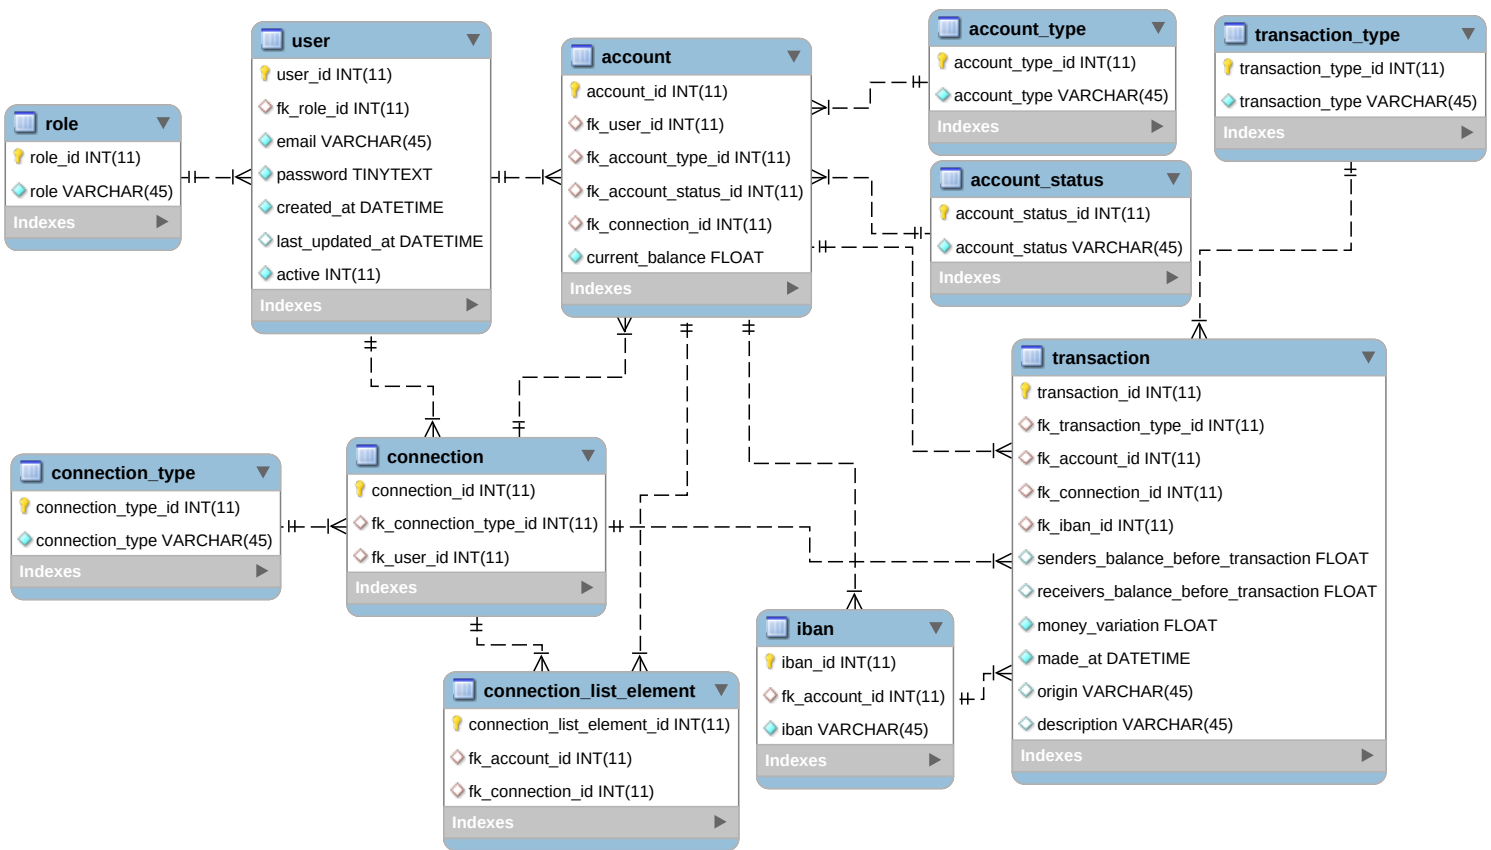 role
role_id INT(11)
role VARCHAR(45)
Indexes
user
user_id INT(11)
fk_role_id INT(11)
email VARCHAR(45)
password TINYTEXT
created_at DATETIME
last_updated_at DATETIME
active INT(11)
Indexes
account
account_id INT(11)
fk_user_id INT(11)
fk_account_type_id INT(11)
fk_account_status_id INT(11)
fk_connection_id INT(11)
current_balance FLOAT
Indexes
account_type
account_type_id INT(11)
account_type VARCHAR(45)
Indexes
transaction_type
transaction_type_id INT(11)
transaction_type VARCHAR(45)
Indexes
account_status
account_status_id INT(11)
account_status VARCHAR(45)
Indexes
connection_type
connection_type_id INT(11)
connection_type VARCHAR(45)
Indexes
connection
connection_id INT(11)
fk_connection_type_id INT(11)
fk_user_id INT(11)
Indexes
connection_list_element
connection_list_element_id INT(11)
fk_account_id INT(11)
fk_connection_id INT(11)
Indexes
iban
iban_id INT(11)
fk_account_id INT(11)
iban VARCHAR(45)
Indexes
transaction
transaction_id INT(11)
fk_transaction_type_id INT(11)
fk_account_id INT(11)
fk_connection_id INT(11)
fk_iban_id INT(11)
senders_balance_before_transaction FLOAT
receivers_balance_before_transaction FLOAT
money_variation FLOAT
made_at DATETIME
origin VARCHAR(45)
description VARCHAR(45)
Indexes